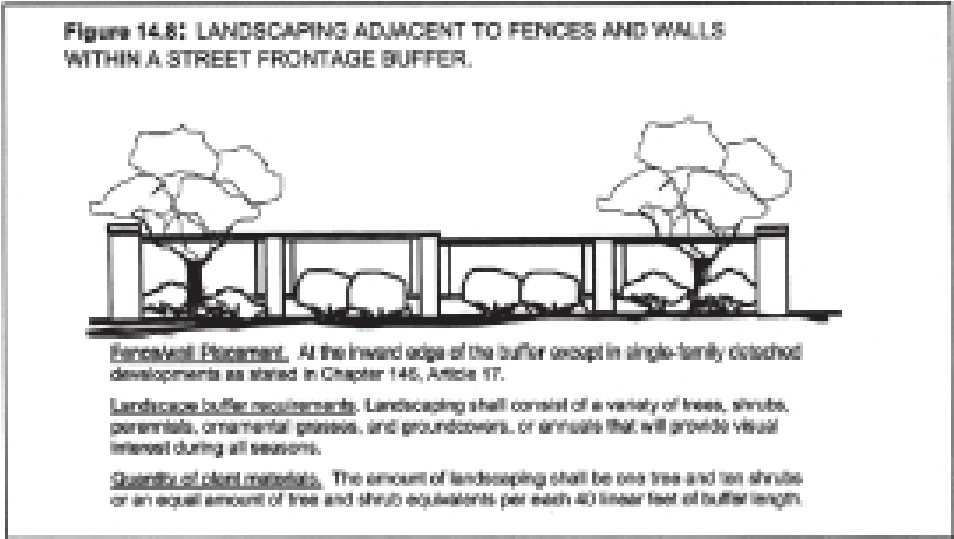 Figure 14.8: LANDSCAPING ADJACENT TO FENCES AND WALLS
WITHIN A STREET FRONTAGE BUFFER.
Fence/wall Placement. At the inward edge of the buffer except in single-family detached
developments as stated in Chapter 146, Article 17.
Landscape buffer requirements. Landscaping shall consist of a variety of trees, shrubs,
perennials, ornamental grasses, and groundcovers, or annuals that will provide visual
interest during all seasons.
Quantity of plant materials. The amount of landscaping shall be one tree and ten shrubs
or an equal amount of tree and shrub equivalents per each 40 linear feet of buffer length.